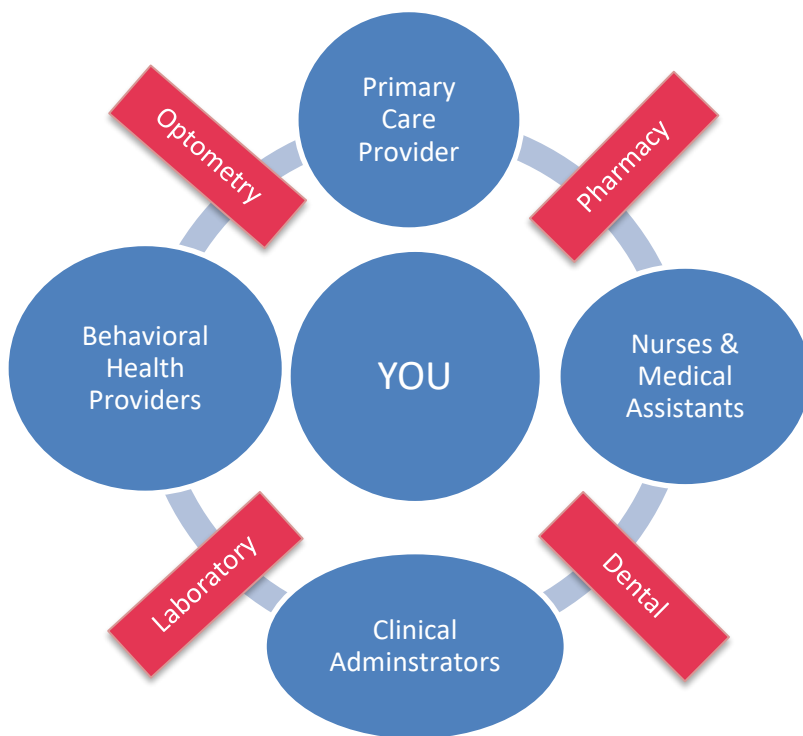 Primary
Care
Provider
Optometry
Pharmacy
Behavioral
Health
Providers
YOU
Nurses &
Medical
Assistants
Laboratory
Dental
Clinical
Adminstrators